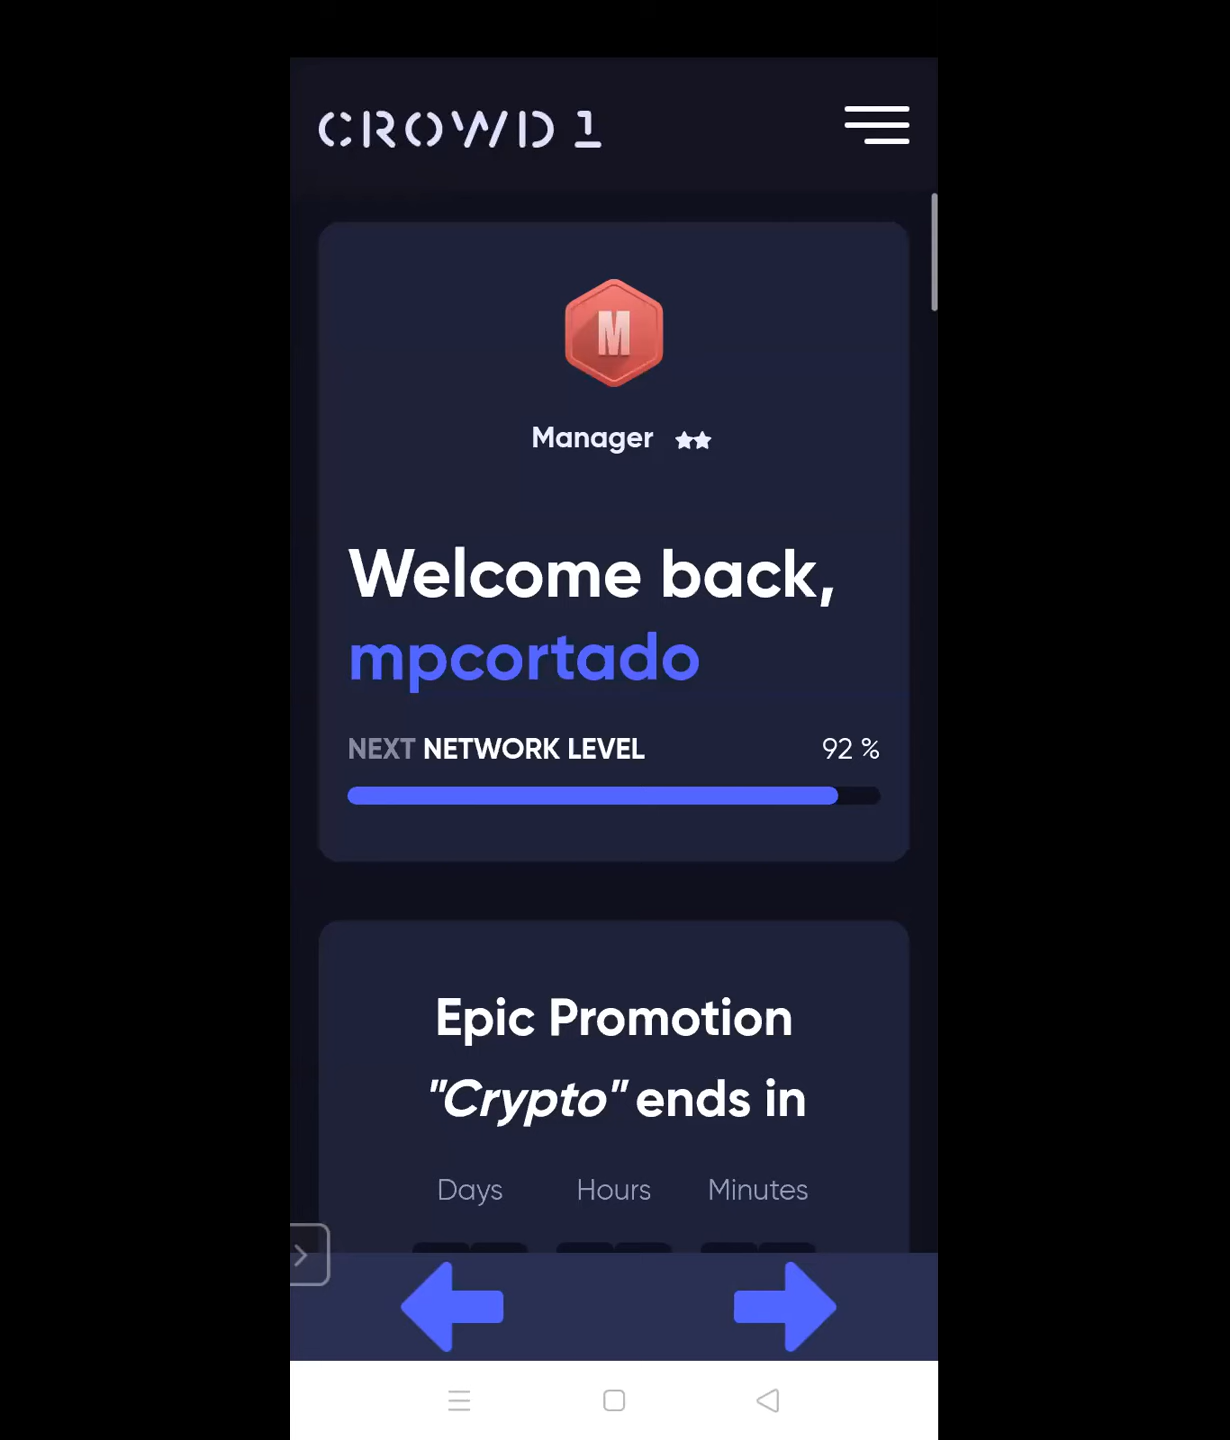 CROWD 1
M
Manager
Welcome back,
mpcortado
NEXT NETWORK LEVEL 92 %
Epic Promotion
"Crypto" ends in
Days Hours Minutes